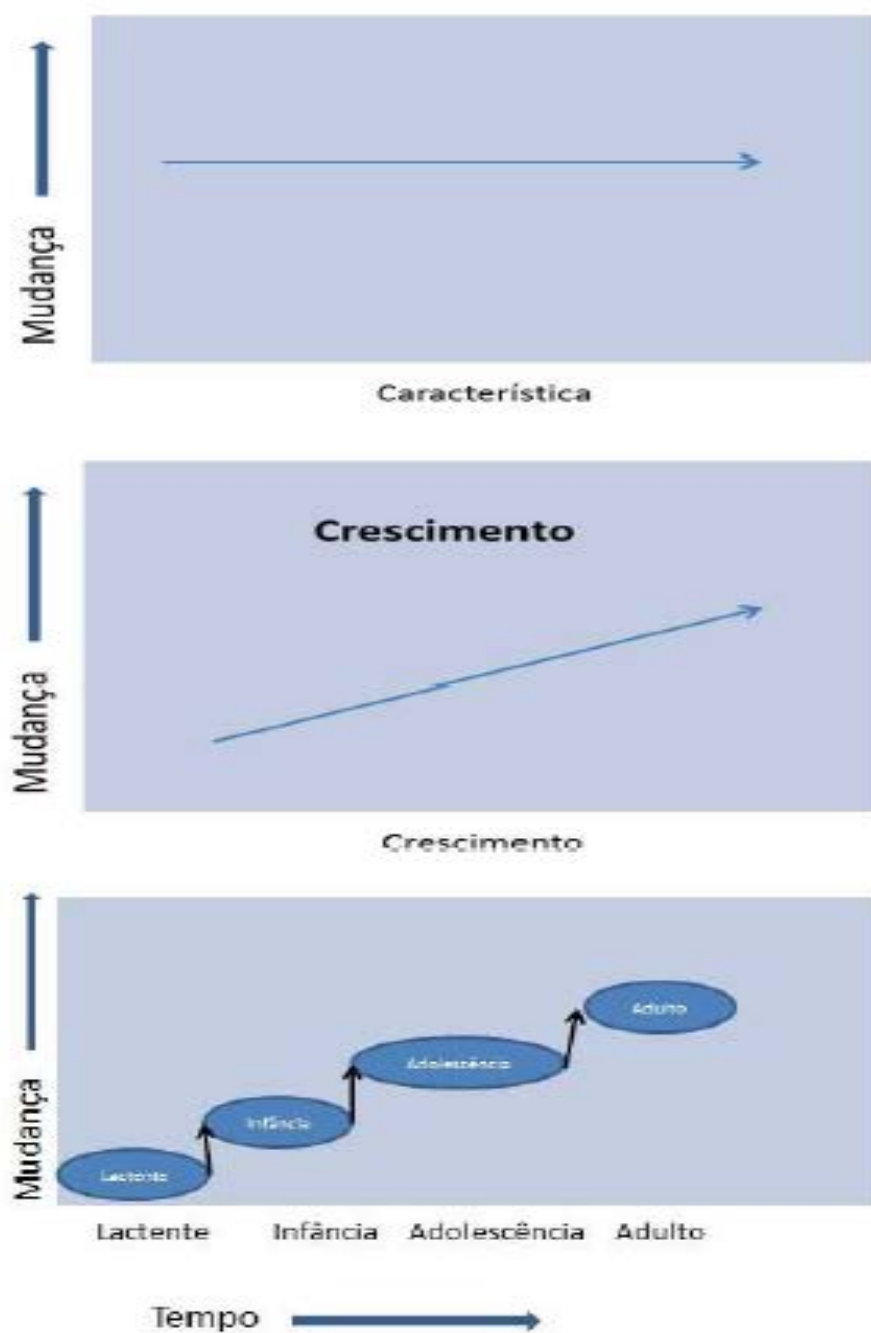 Mudança
Característica
Crescimento
Mudança
Crescimento
Mudança
Adulto
Adolescência
Infância
Lactente
Lactente Infância Adolescência Adulto
Tempo